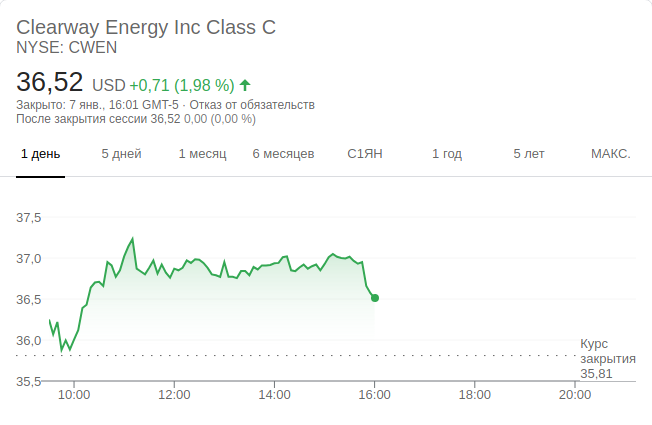 Clearway Energy Inc Class C
NYSE: CWEN
36,52 USD +0,71 (1,98 %)
Закрыто: 7 янв., 16:01 GMT-5 · Отказ от обязательств
После закрытия сессии 36,52 0,00 (0,00 %)
1 день 5 дней 1 месяц 6 месяцев С1ЯН 1 год 5 лет МАКС.
37,5
37,0
36,5
36,0
Курс
закрытия
35,81
35,5
10:00 12:00 14:00 16:00 18:00 20:00